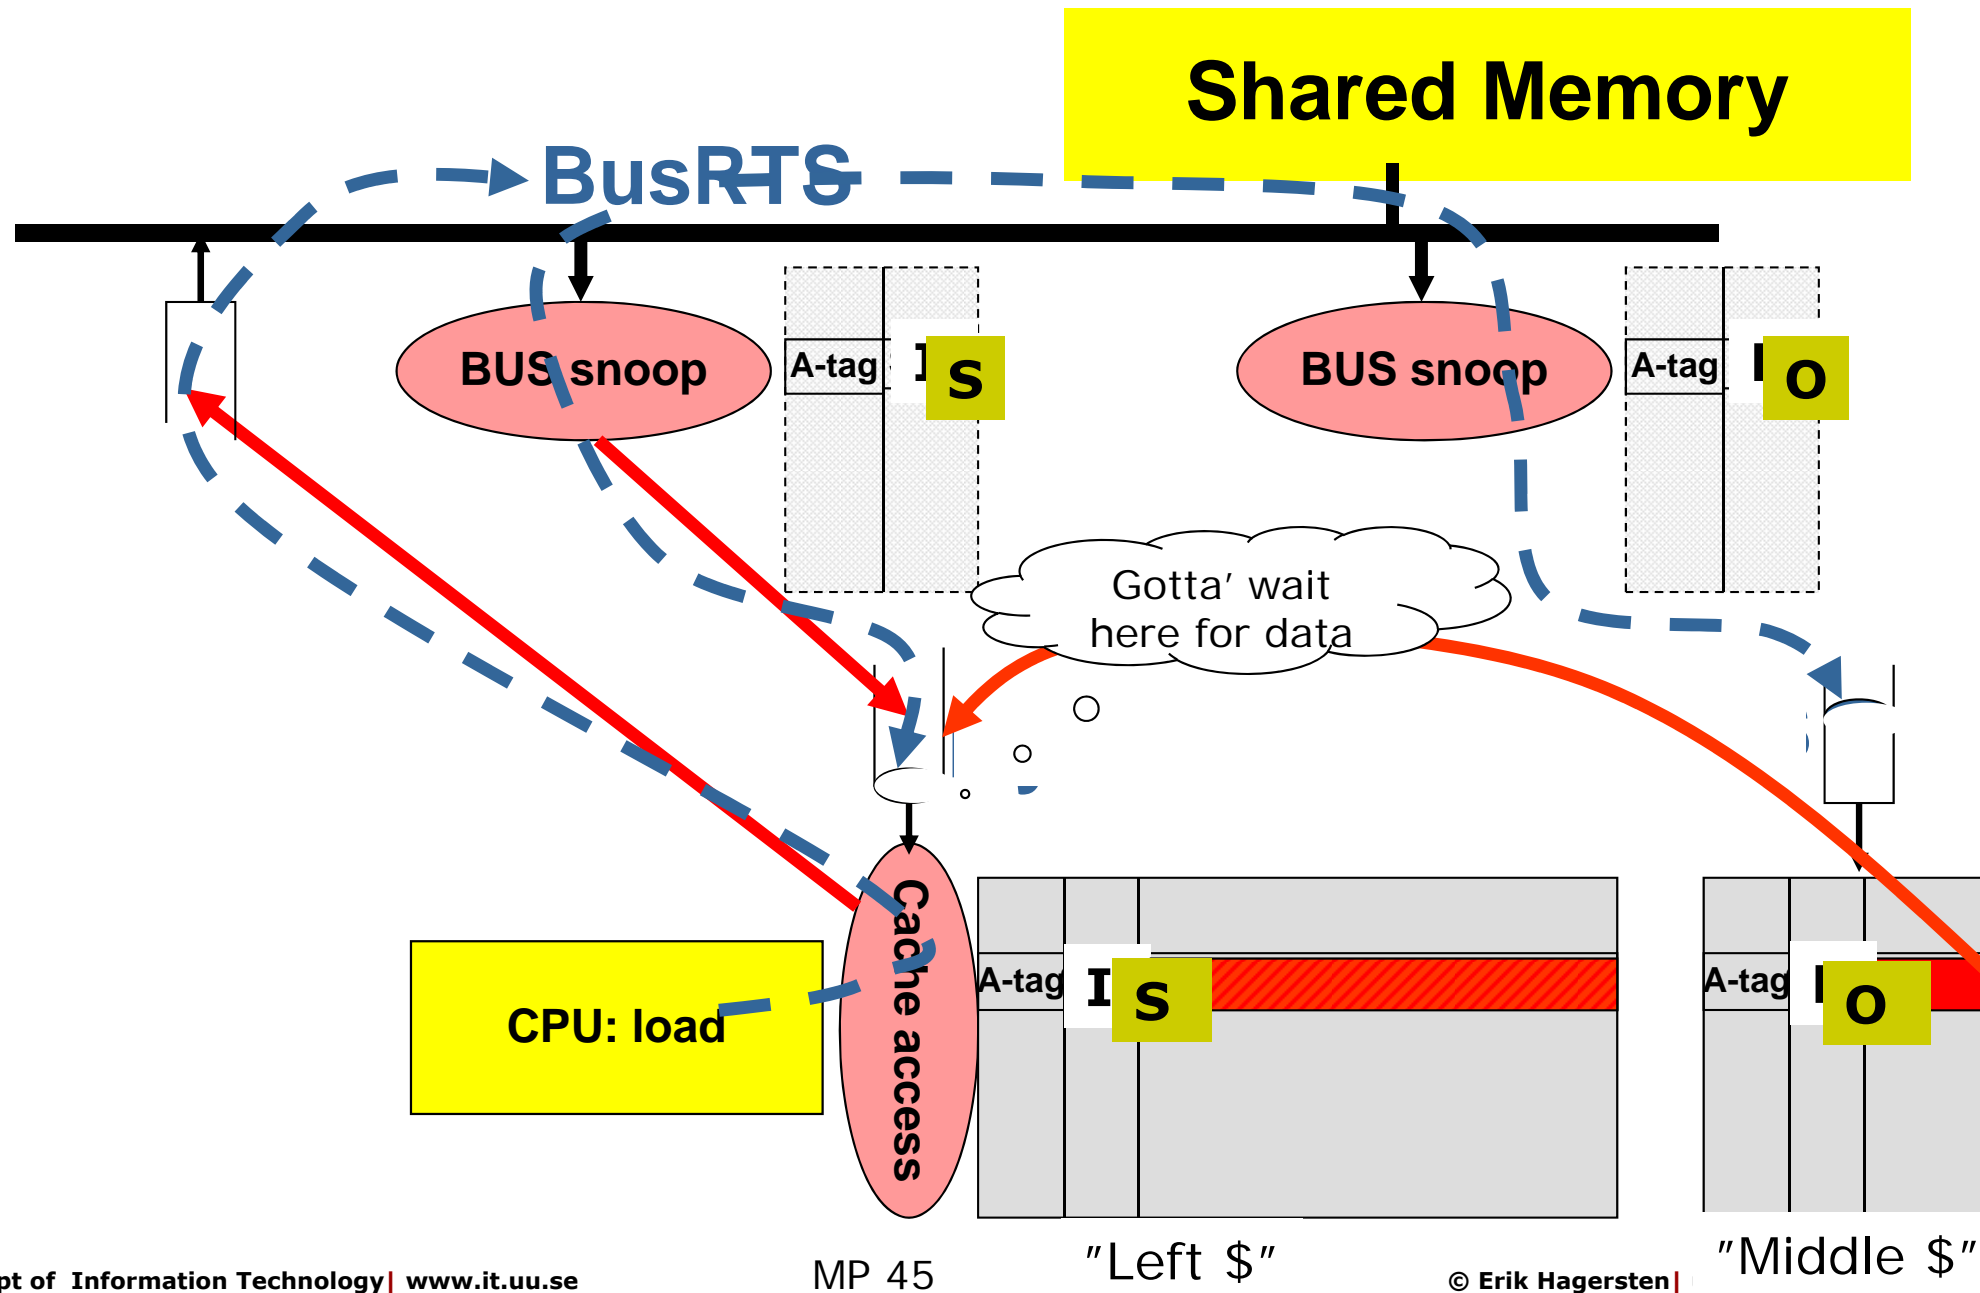 Shared Memory
BusRTS
BUS snoop
A-tag
I
S
BUS snoop
A-tag
O
Gotta' wait
here for data
Cache access
CPU: load
A-tag
I
S
A-tag
O
"Left $"
"Middle $"
pt of Information Technology| www.it.uu.se
MP 45
© Erik Hagersten|